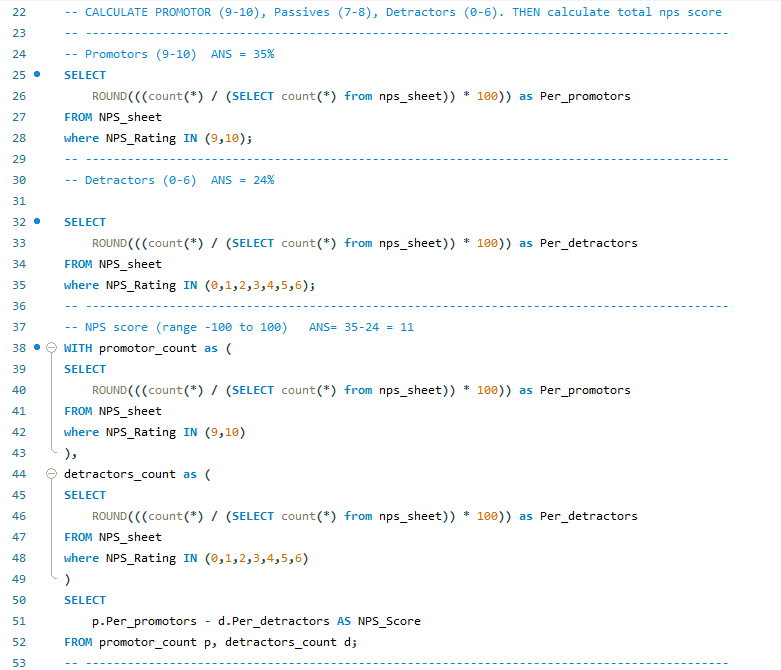 22 -- CALCULATE PROMOTOR (9-10), Passives (7-8), Detractors (0-6). THEN calculate total nps score
23 -- --------------------------------------------------------------------------------------------
24 -- Promotors (9-10)  ANS = 35%
25 SELECT
26     ROUND(((count(*) / (SELECT count(*) from nps_sheet)) * 100)) as Per_promotors
27 FROM NPS_sheet
28 where NPS_Rating IN (9,10);
29 -- --------------------------------------------------------------------------------------------
30 -- Detractors (0-6)  ANS = 24%
31
32 SELECT
33     ROUND(((count(*) / (SELECT count(*) from nps_sheet)) * 100)) as Per_detractors
34 FROM NPS_sheet
35 where NPS_Rating IN (0,1,2,3,4,5,6);
36 -- --------------------------------------------------------------------------------------------
37 -- NPS score (range -100 to 100)   ANS= 35-24 = 11
38 WITH promotor_count as (
39 SELECT
40     ROUND(((count(*) / (SELECT count(*) from nps_sheet)) * 100)) as Per_promotors
41 FROM NPS_sheet
42 where NPS_Rating IN (9,10)
43 ),
44 detractors_count as (
45 SELECT
46     ROUND(((count(*) / (SELECT count(*) from nps_sheet)) * 100)) as Per_detractors
47 FROM NPS_sheet
48 where NPS_Rating IN (0,1,2,3,4,5,6)
49 )
50 SELECT
51     p.Per_promotors - d.Per_detractors AS NPS_Score
52 FROM promotor_count p, detractors_count d;
53 -- --------------------------------------------------------------------------------------------